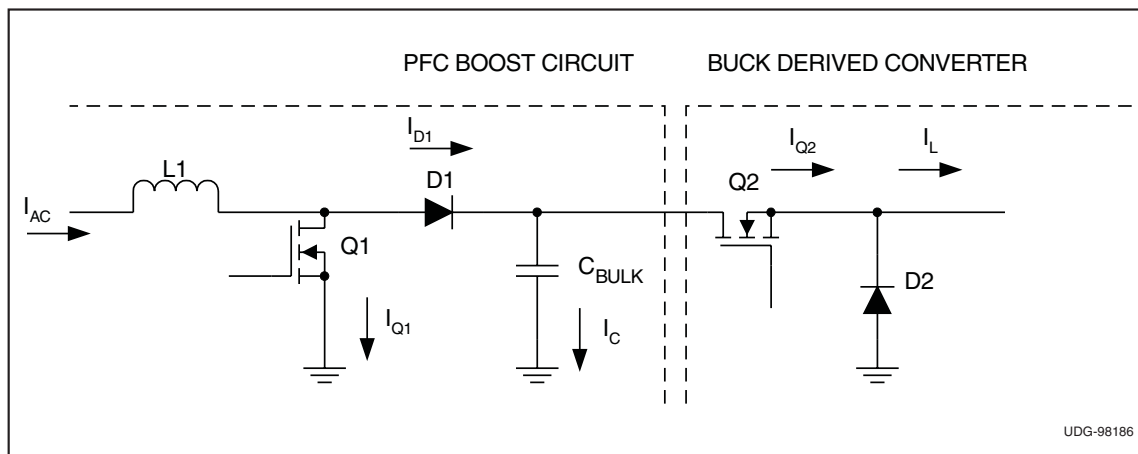 PFC BOOST CIRCUIT
BUCK DERIVED CONVERTER
I_D1
I_Q2
I_L
L1
D1
Q2
I_AC
Q1
C_BULK
D2
I_Q1
I_C
UDG-98186